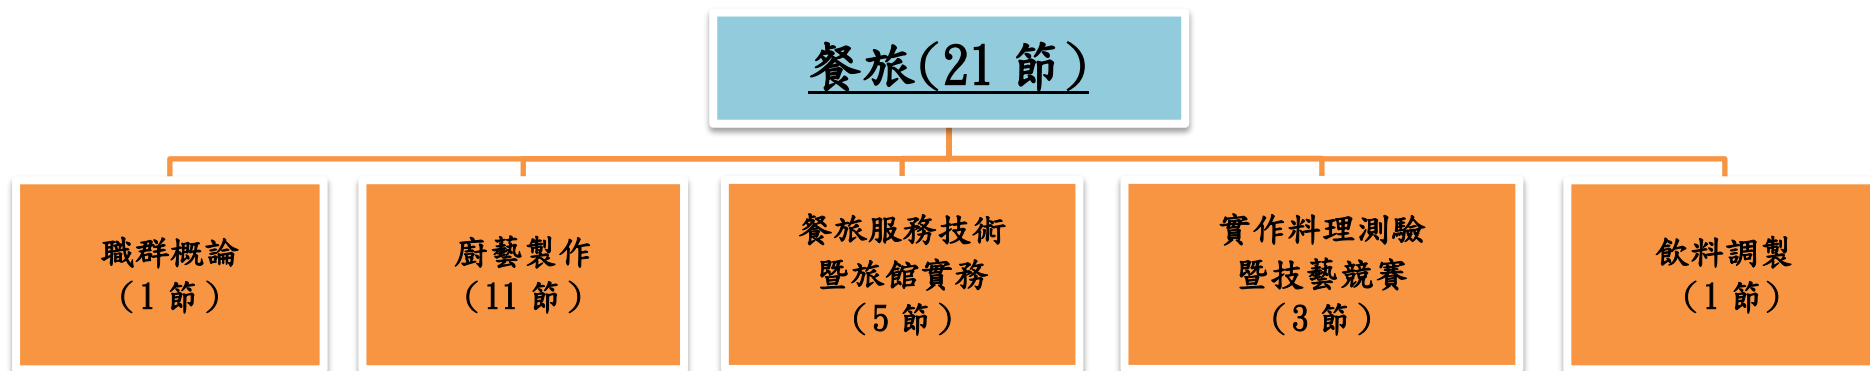 餐旅(21 節)
職群概論
(1 節)
廚藝製作
(11 節)
餐旅服務技術
暨旅館實務
(5 節)
實作料理測驗
暨技藝競賽
(3 節)
飲料調製
(1 節)